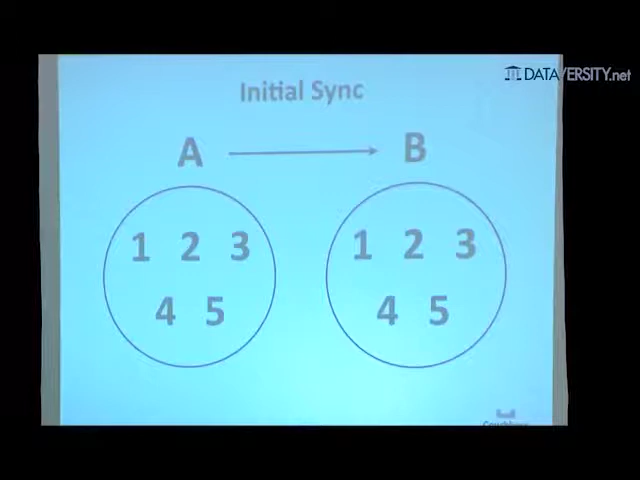 DATAVERSITY.net
Initial Sync
A B
1 2 3 1 2 3
4 5 4 5